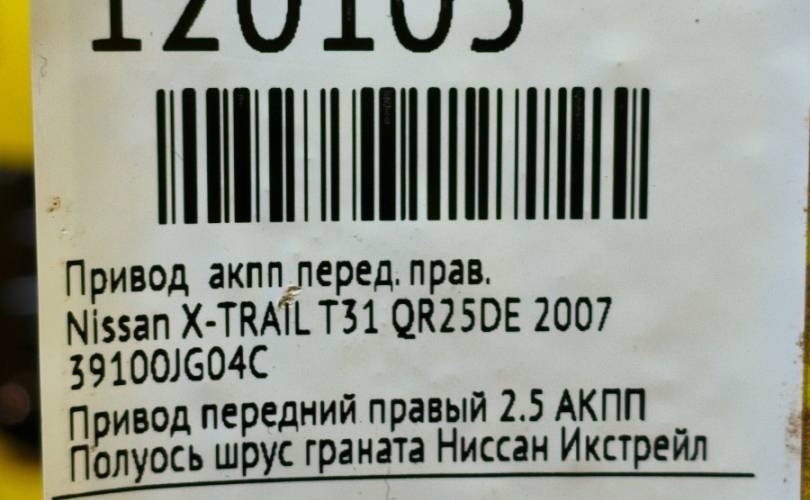 120105
Привод акпп перед. прав.
Nissan X-TRAIL T31 QR25DE 2007
39100JG04C
Привод передний правый 2.5 АКПП
Полуось шрус граната Ниссан Икстрейл